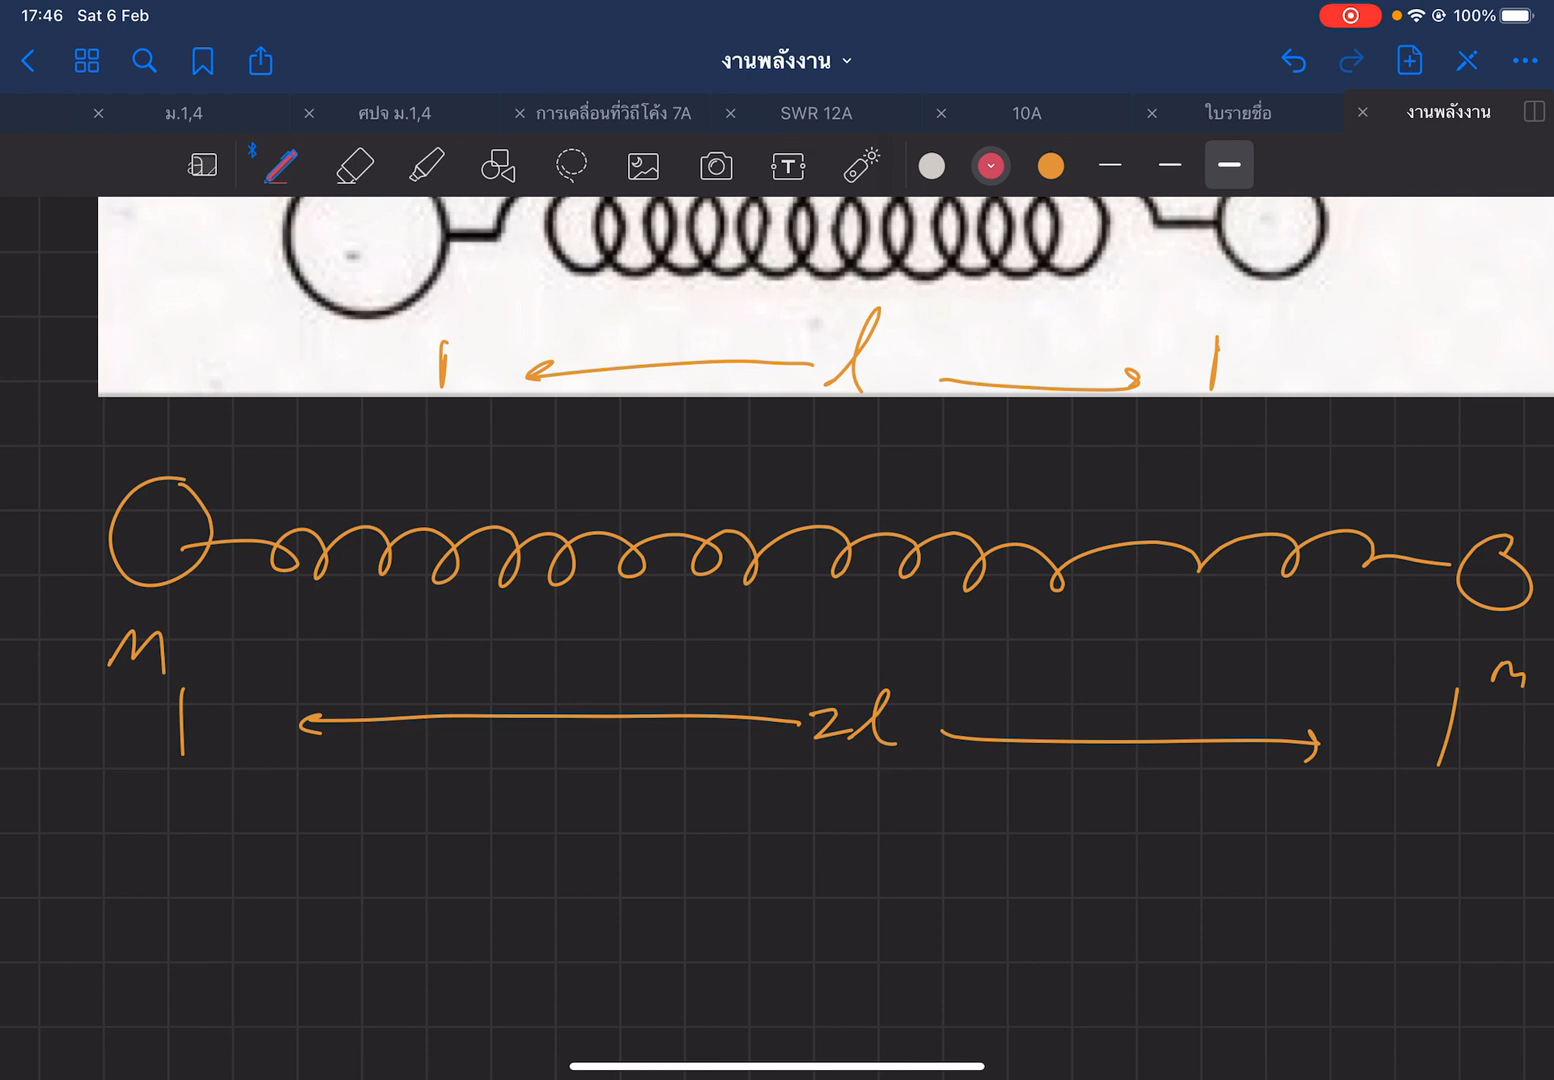 17:46 Sat 6 Feb 100%
งานพลังงาน
ม.1,4 ศปจ ม.1,4 การเคลื่อนที่วิถีโค้ง 7A SWR 12A 10A ใบรายชื่อ งานพลังงาน
T
l
M m
2l